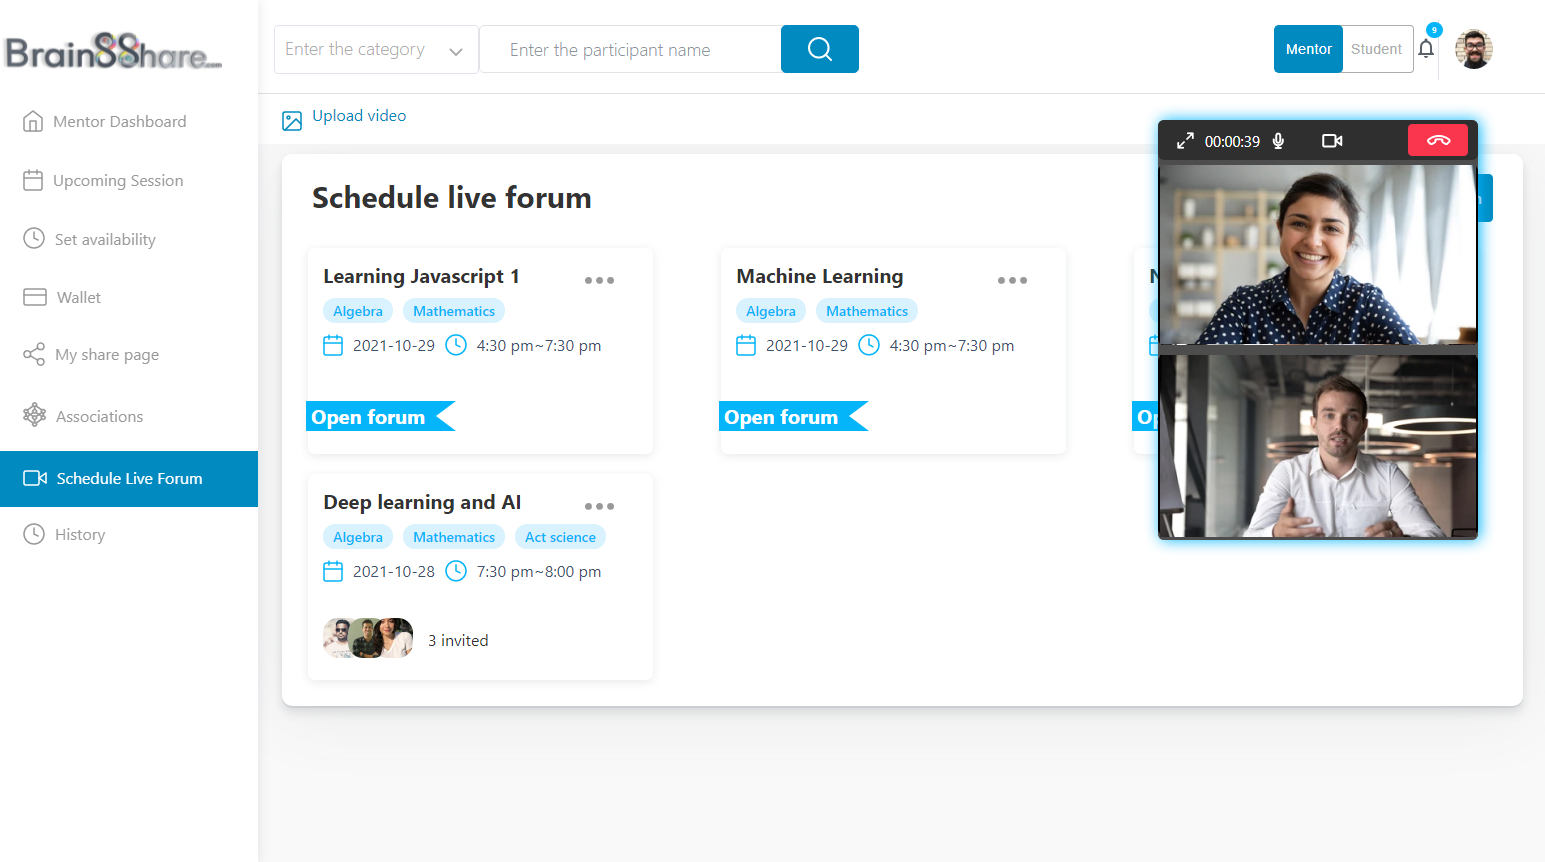 Brain88Share.com
Enter the category
Enter the participant name
Mentor
Student
9
Mentor Dashboard
Upcoming Session
Set availability
Wallet
My share page
Associations
Schedule Live Forum
History
Upload video
00:00:39
Schedule live forum
Learning Javascript 1
Algebra Mathematics
2021-10-29 4:30 pm~7:30 pm
Open forum
Machine Learning
Algebra Mathematics
2021-10-29 4:30 pm~7:30 pm
Open forum
Deep learning and AI
Algebra Mathematics Act science
2021-10-28 7:30 pm~8:00 pm
3 invited